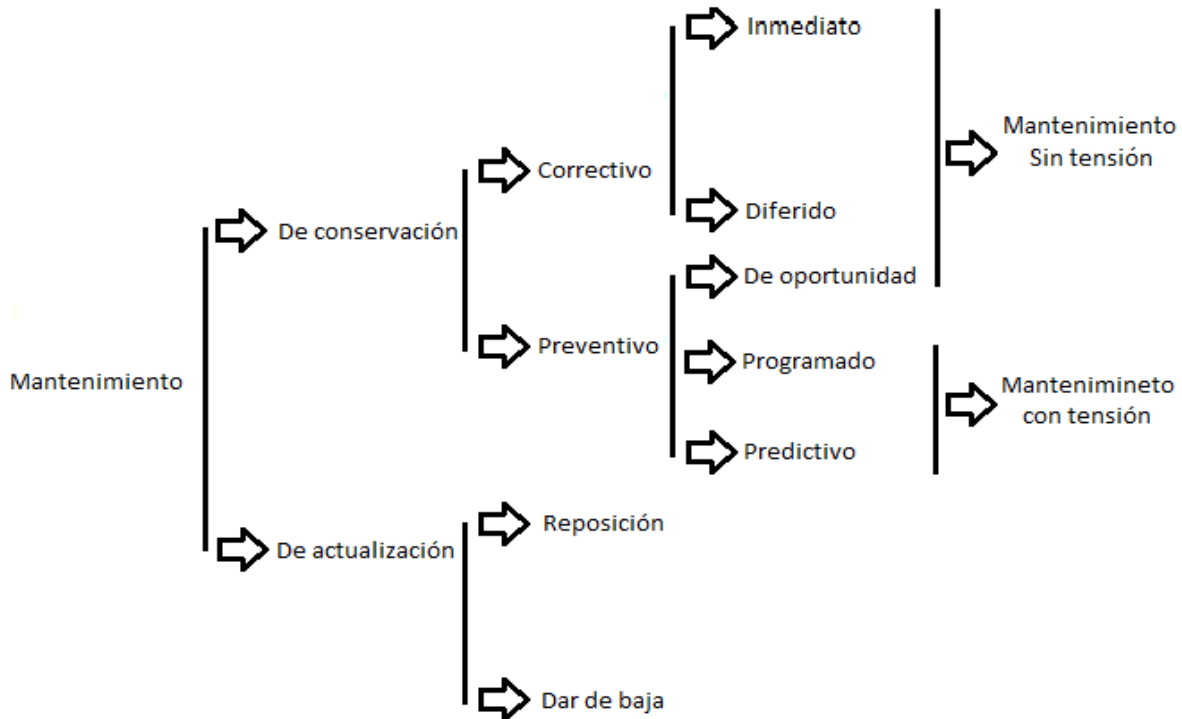 Inmediato
Mantenimiento
Sin tensión
Correctivo
Diferido
De conservación
De oportunidad
Preventivo
Programado
Mantenimiento
Mantenimineto
con tensión
Predictivo
Reposición
De actualización
Dar de baja